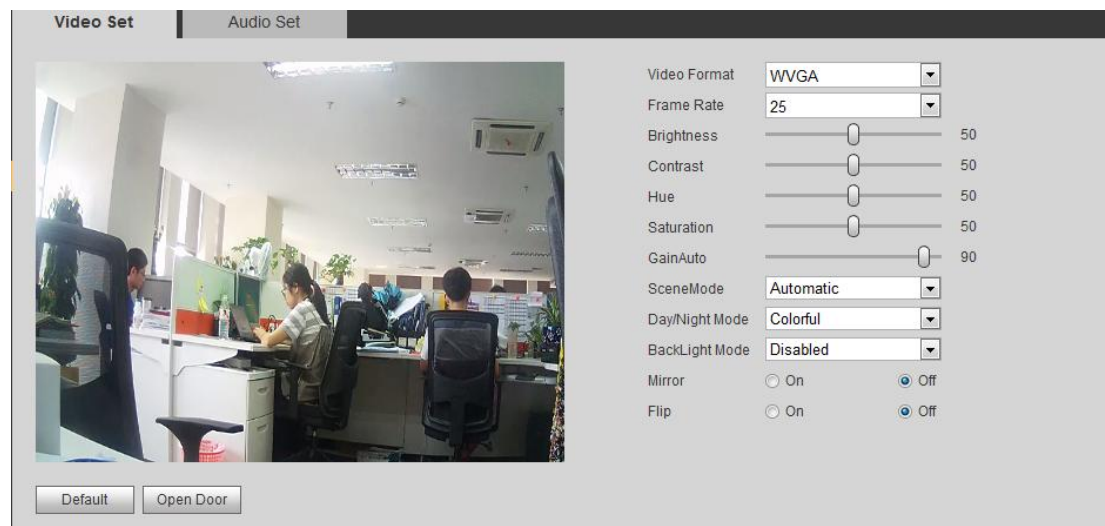 Video Set
Audio Set
Video Format WVGA
Frame Rate 25
Brightness 50
Contrast 50
Hue 50
Saturation 50
GainAuto 90
SceneMode Automatic
Day/Night Mode Colorful
BackLight Mode Disabled
Mirror On Off
Flip On Off
Default
Open Door